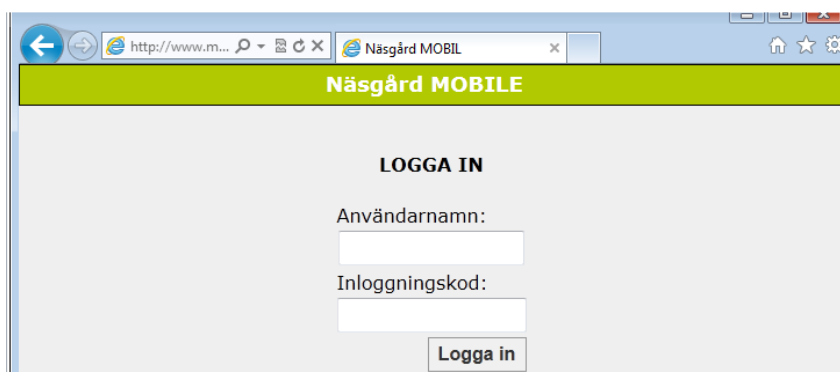 http://www.m...
Näsgård MOBIL
Näsgård MOBILE
LOGGA IN
Användarnamn:
Inloggningskod:
Logga in